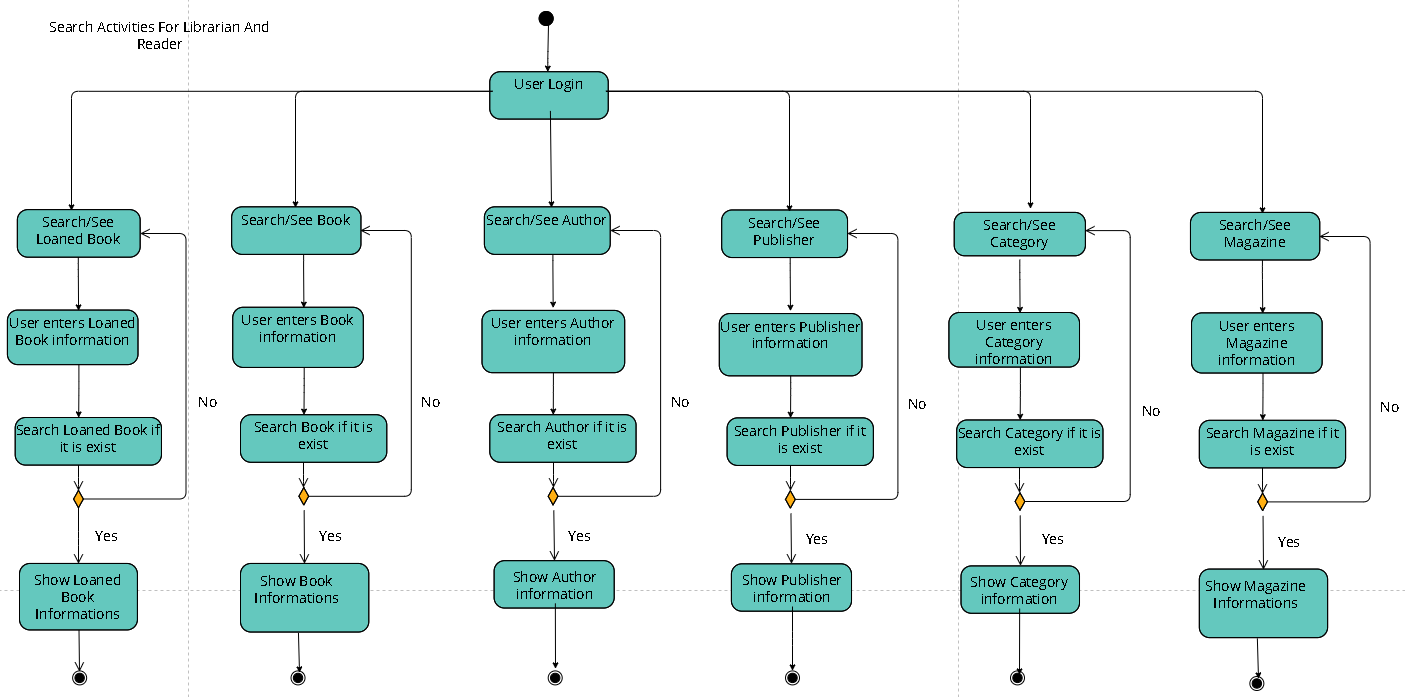 Search Activities For Librarian And
Reader
User Login
Search/See
Loaned Book
User enters Loaned
Book information
Search Loaned Book if
it is exist
No
Yes
Show Loaned
Book
Informations
Search/See Book
User enters Book
information
Search Book if it is
exist
No
Yes
Show Book
Informations
Search/See Author
User enters Author
information
Search Author if it is
exist
No
Yes
Show Author
information
Search/See
Publisher
User enters Publisher
information
Search Publisher if it
is exist
No
Yes
Show Publisher
information
Search/See
Category
User enters
Category
information
Search Category if it is
exist
No
Yes
Show Category
information
Search/See
Magazine
User enters
Magazine
information
Search Magazine if it
is exist
No
Yes
Show Magazine
Informations